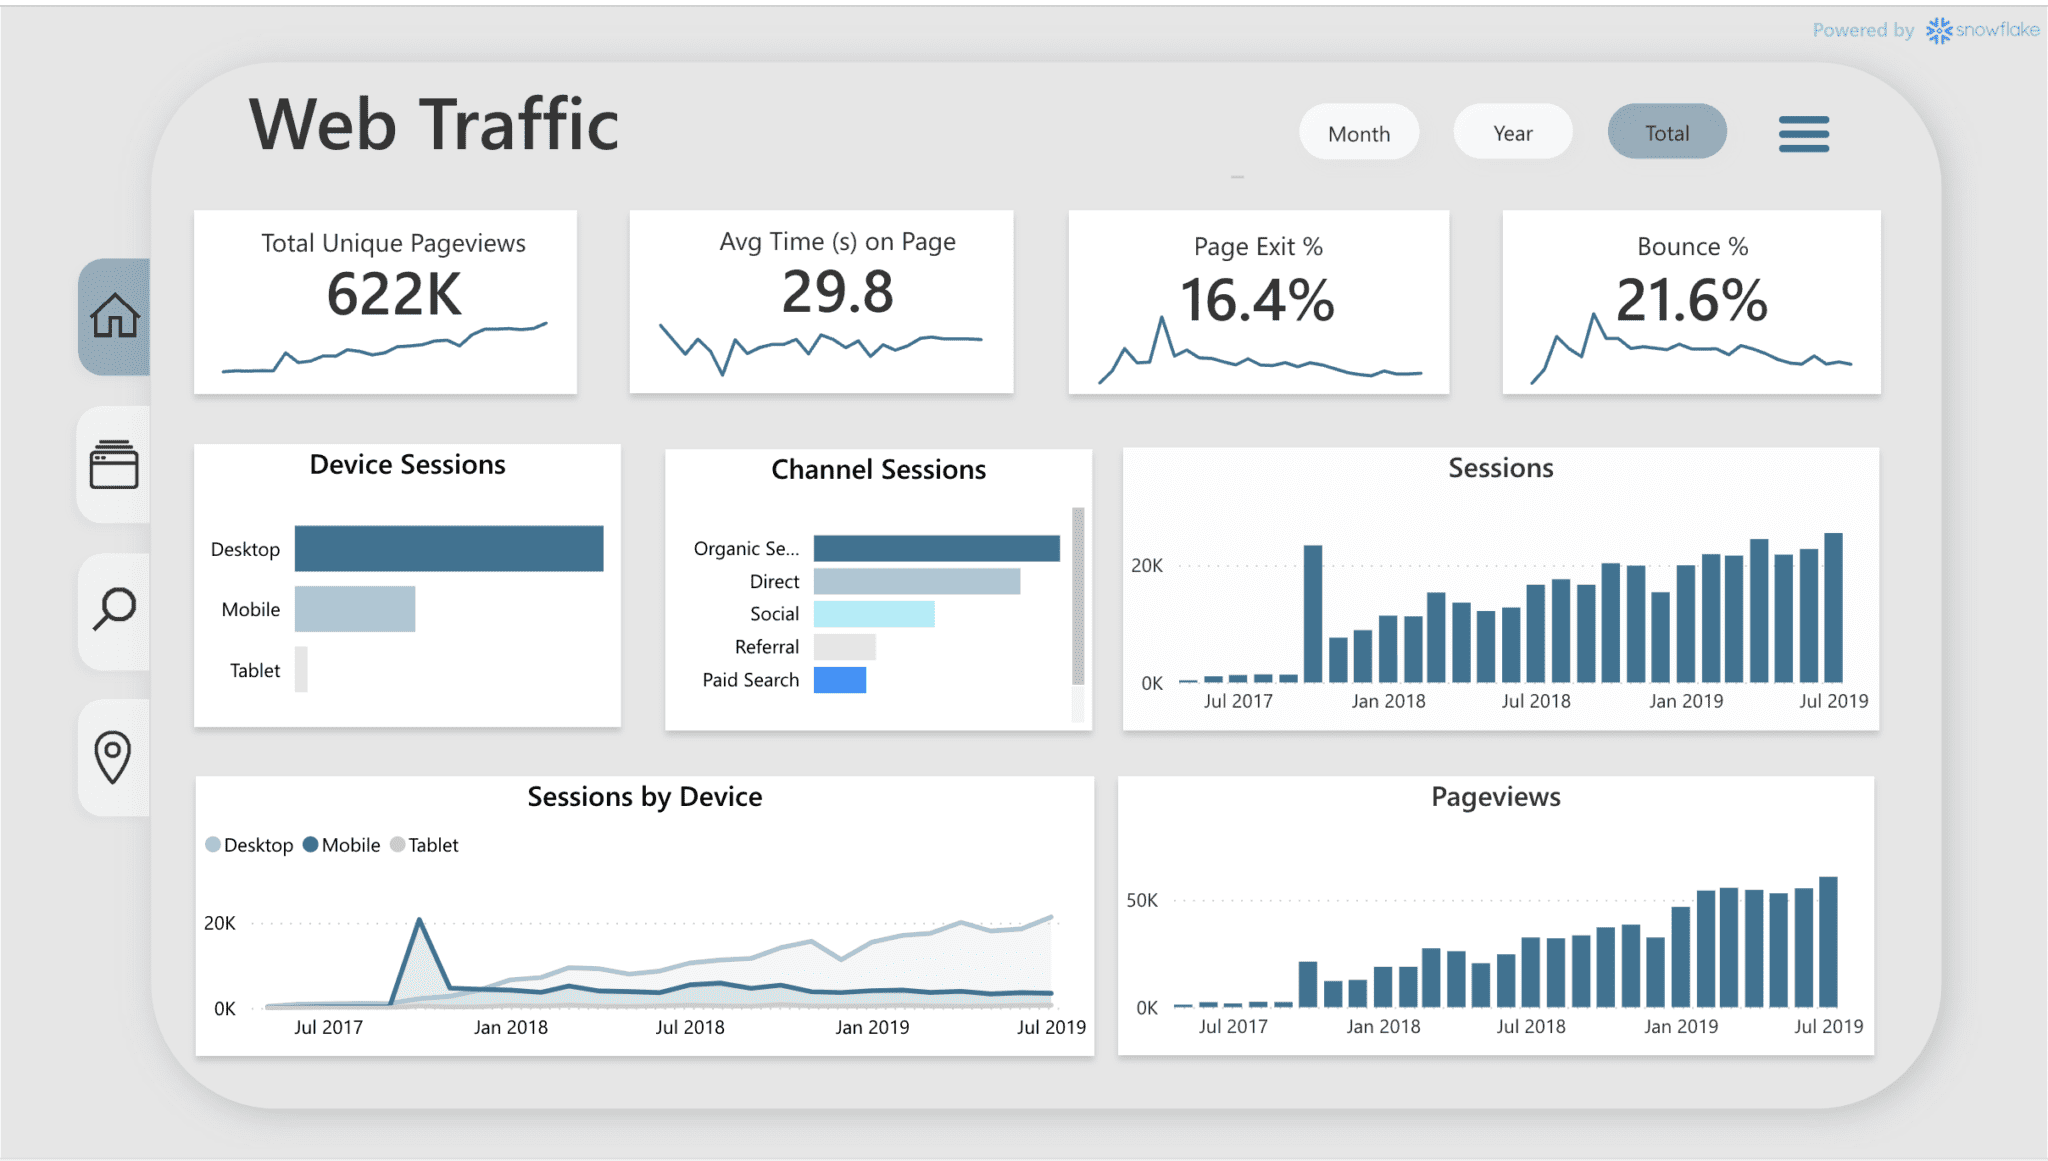 Powered by snowflake
Web Traffic
Month
Year
Total
Total Unique Pageviews
622K
Avg Time (s) on Page
29.8
Page Exit %
16.4%
Bounce %
21.6%
Device Sessions
Desktop
Mobile
Tablet
Channel Sessions
Organic Se...
Direct
Social
Referral
Paid Search
Sessions
20K
0K
Jul 2017 Jan 2018 Jul 2018 Jan 2019 Jul 2019
Sessions by Device
Desktop Mobile Tablet
20K
0K
Jul 2017 Jan 2018 Jul 2018 Jan 2019 Jul 2019
Pageviews
50K
0K
Jul 2017 Jan 2018 Jul 2018 Jan 2019 Jul 2019